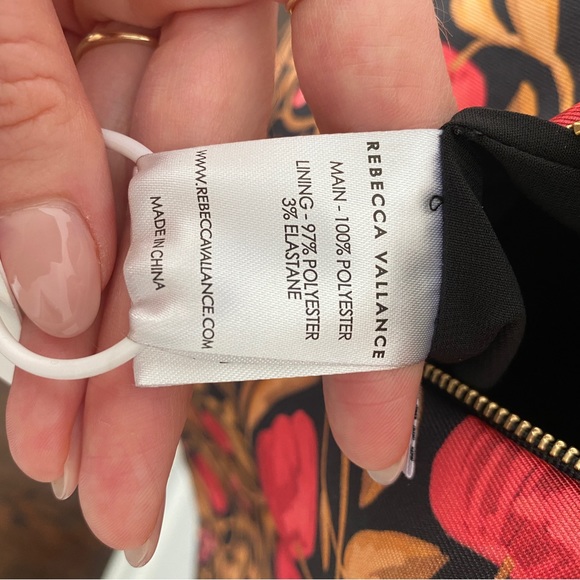 REBECCA VALLANCE
MAIN - 100% POLYESTER
LINING - 97% POLYESTER
3% ELASTANE
WWW.REBECCAVALLANCE.COM
MADE IN CHINA